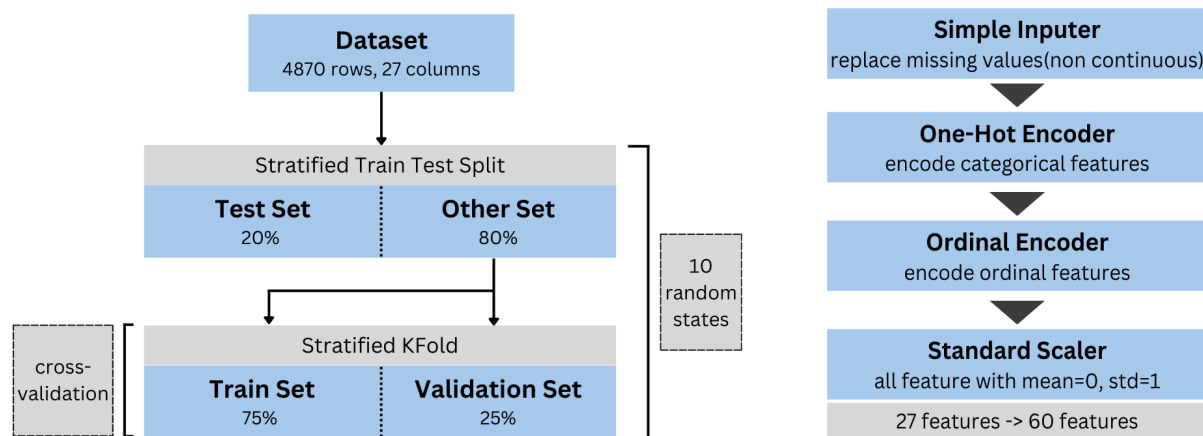 Dataset
4870 rows, 27 columns
Stratified Train Test Split
Test Set
20%
Other Set
80%
10
random
states
cross-
validation
Stratified KFold
Train Set
75%
Validation Set
25%
Simple Inputer
replace missing values(non continuous)
One-Hot Encoder
encode categorical features
Ordinal Encoder
encode ordinal features
Standard Scaler
all feature with mean=0, std=1
27 features -> 60 features